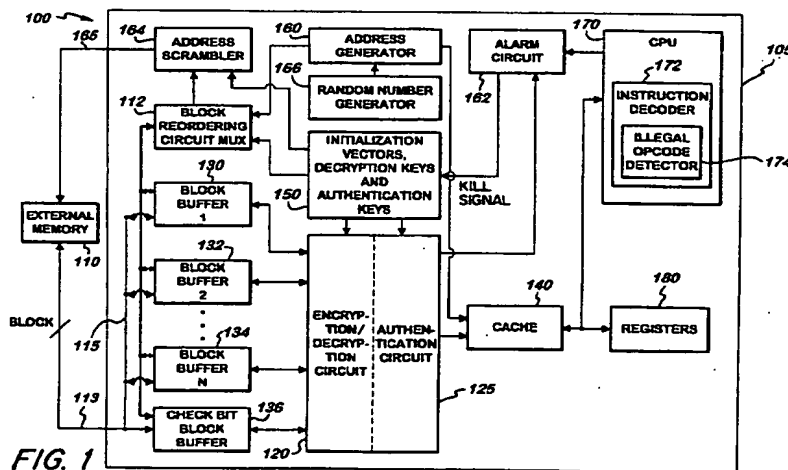 100
165
164
ADDRESS
SCRAMBLER
160
ADDRESS
GENERATOR
166
RANDOM NUMBER
GENERATOR
ALARM
CIRCUIT
162
170
CPU
105
172
INSTRUCTION
DECODER
ILLEGAL
OPCODE
DETECTOR
174
112
BLOCK
REORDERING
CIRCUIT MUX
INITIALIZATION
VECTORS,
DECRYPTION KEYS
AND
AUTHENTICATION
KEYS
150
KILL
SIGNAL
130
BLOCK
BUFFER
1
EXTERNAL
MEMORY
110
132
BLOCK
BUFFER
2
BLOCK
115
134
BLOCK
BUFFER
N
113
136
CHECK BIT
BLOCK
BUFFER
ENCRYP-
TION/
DECRYP-
TION
CIRCUIT
120
AUTHEN-
TICATION
CIRCUIT
125
140
CACHE
180
REGISTERS
FIG. 1